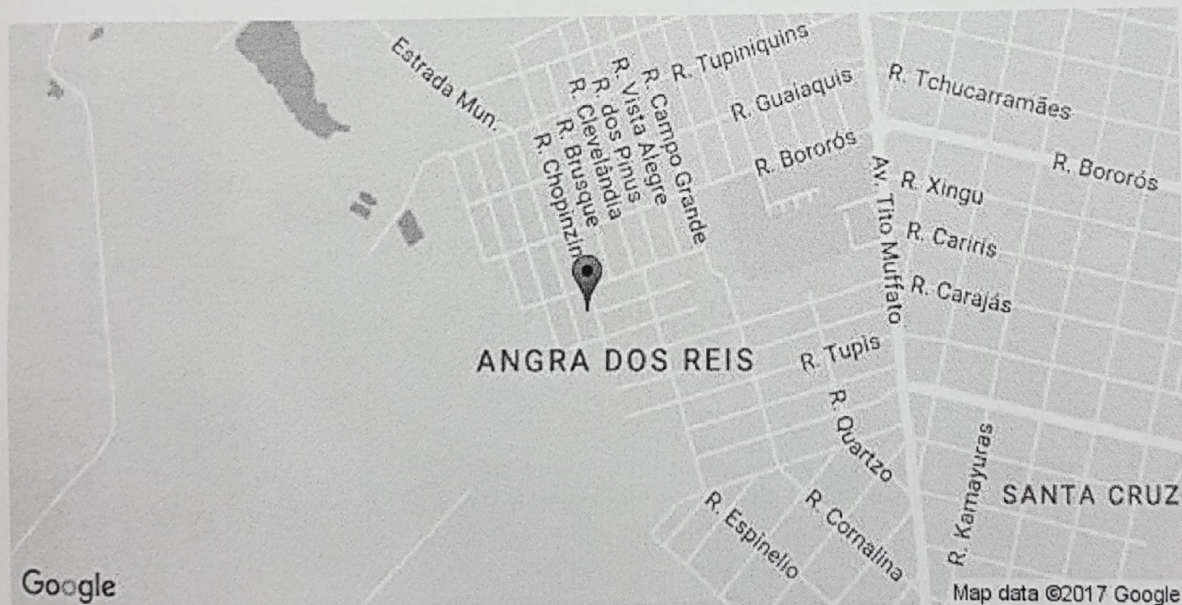 Estrada Mun.
R. Chopinzin
R. Brusque
R. Clevelândia
R. dos Pinus
R. Vista Alegre
R. Campo Grande
R. Tupiniquins
R. Guaiaquis
R. Bororós
R. Tchucarramães
R. Bororós
R. Xingu
R. Cariris
Av. Tito Muffato
R. Carajás
ANGRA DOS REIS
R. Tupis
R. Quartzo
R. Kamayuras
SANTA CRUZ
R. Espinelio
R. Cornalina
Google
Map data ©2017 Google